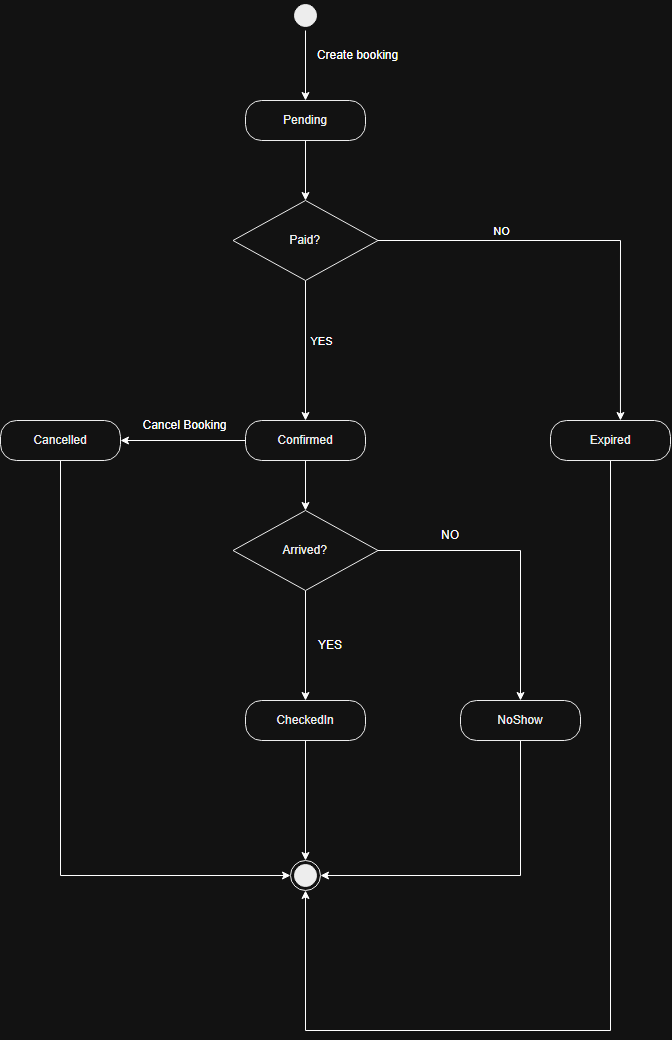 Create booking
Pending
Paid?
NO
YES
Cancel Booking
Cancelled
Confirmed
Expired
Arrived?
NO
YES
CheckedIn
NoShow